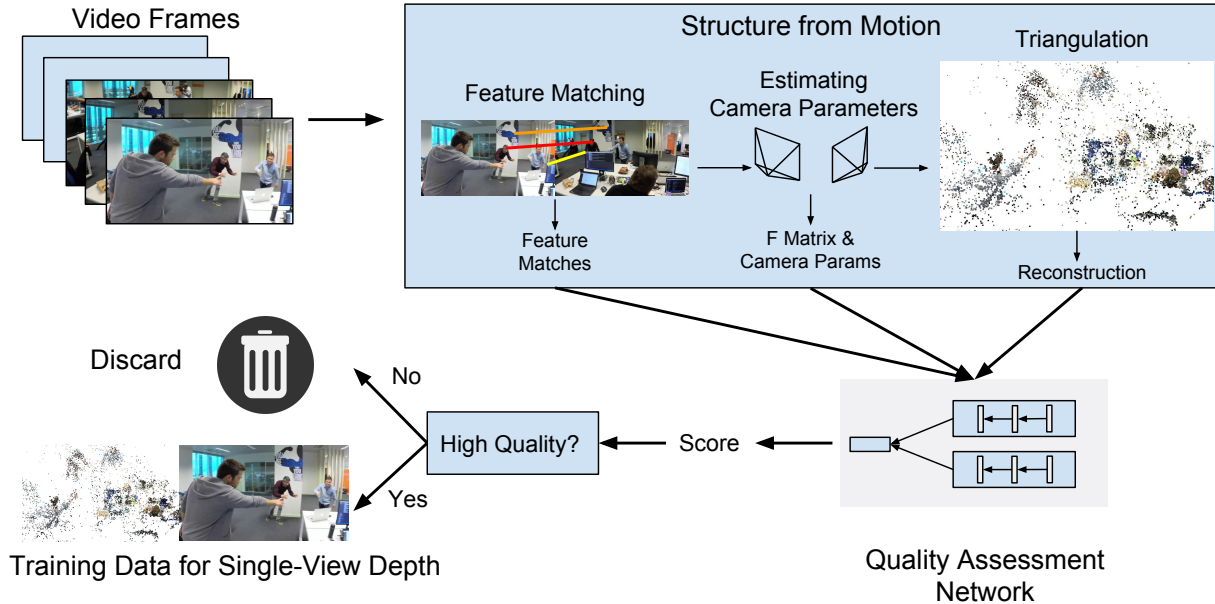 Video Frames
Structure from Motion
Feature Matching
Estimating
Camera Parameters
Triangulation
Feature
Matches
F Matrix &
Camera Params
Reconstruction
Discard
No
High Quality?
Score
Yes
Training Data for Single-View Depth
Quality Assessment
Network